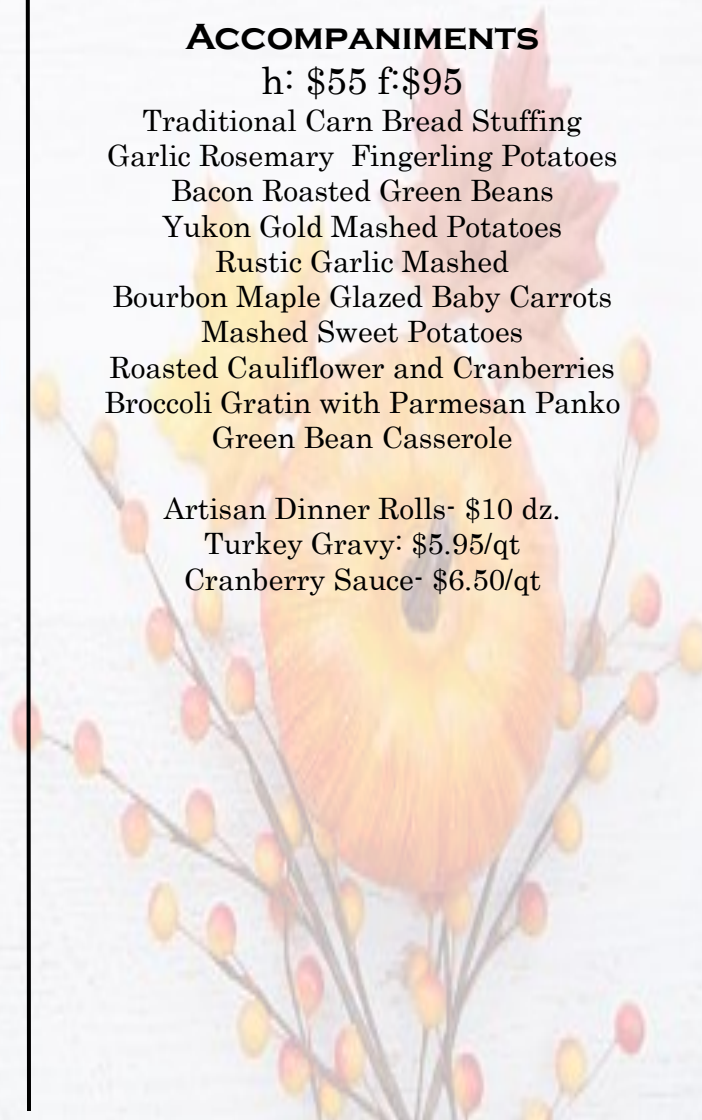 ACCOMPANIMENTS
h: $55 f:$95
Traditional Carn Bread Stuffing
Garlic Rosemary  Fingerling Potatoes
Bacon Roasted Green Beans
Yukon Gold Mashed Potatoes
Rustic Garlic Mashed
Bourbon Maple Glazed Baby Carrots
Mashed Sweet Potatoes
Roasted Cauliflower and Cranberries
Broccoli Gratin with Parmesan Panko
Green Bean Casserole
Artisan Dinner Rolls- $10 dz.
Turkey Gravy: $5.95/qt
Cranberry Sauce- $6.50/qt